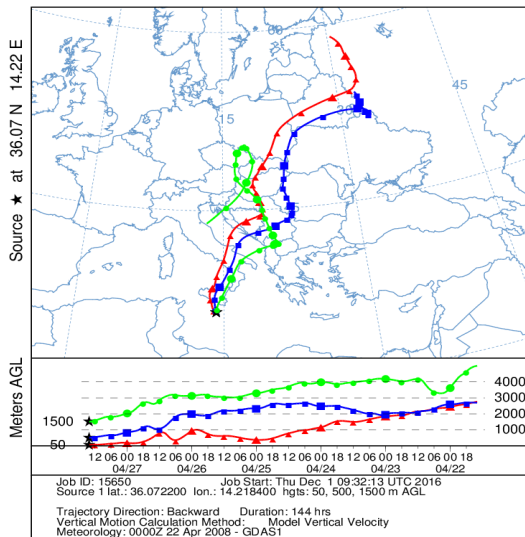 Source ★ at 36.07 N 14.22 E
60
45
15
30
Meters AGL
4000
3000
2000
1000
1500
50
12 06 00 18 12 06 00 18 12 06 00 18 12 06 00 18 12 06 00 18 12 06 00 18
04/27 04/26 04/25 04/24 04/23 04/22
Job ID: 15650 Job Start: Thu Dec 1 09:32:13 UTC 2016
Source 1 lat.: 36.072200 lon.: 14.218400 hgts: 50, 500, 1500 m AGL
Trajectory Direction: Backward Duration: 144 hrs
Vertical Motion Calculation Method: Model Vertical Velocity
Meteorology: 0000Z 22 Apr 2008 - GDAS1